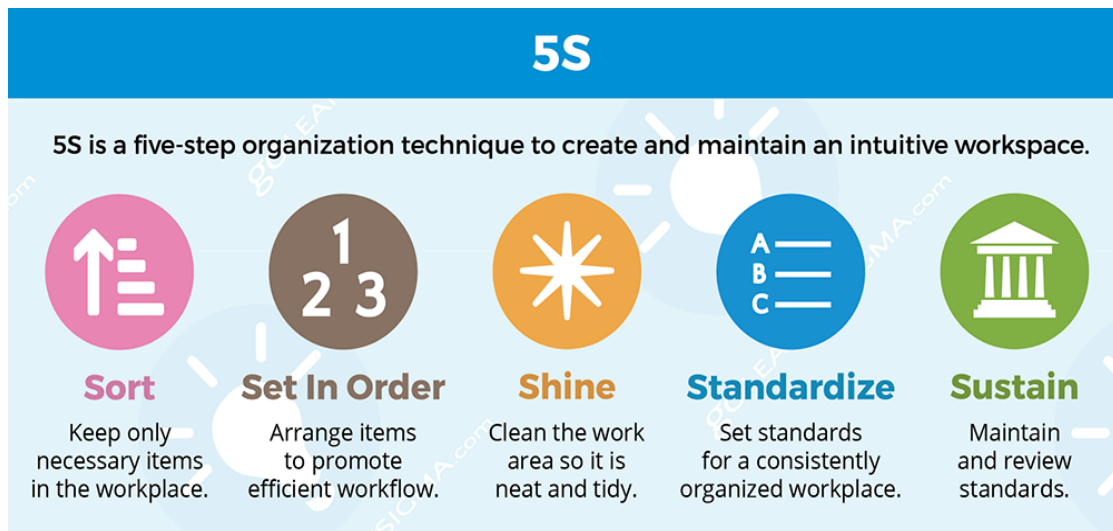 5S
5S is a five-step organization technique to create and maintain an intuitive workspace.
1
2 3
A
B
C
Sort
Keep only
necessary items
in the workplace.
Set In Order
Arrange items
to promote
efficient workflow.
Shine
Clean the work
area so it is
neat and tidy.
Standardize
Set standards
for a consistently
organized workplace.
Sustain
Maintain
and review
standards.
SIGMA.com